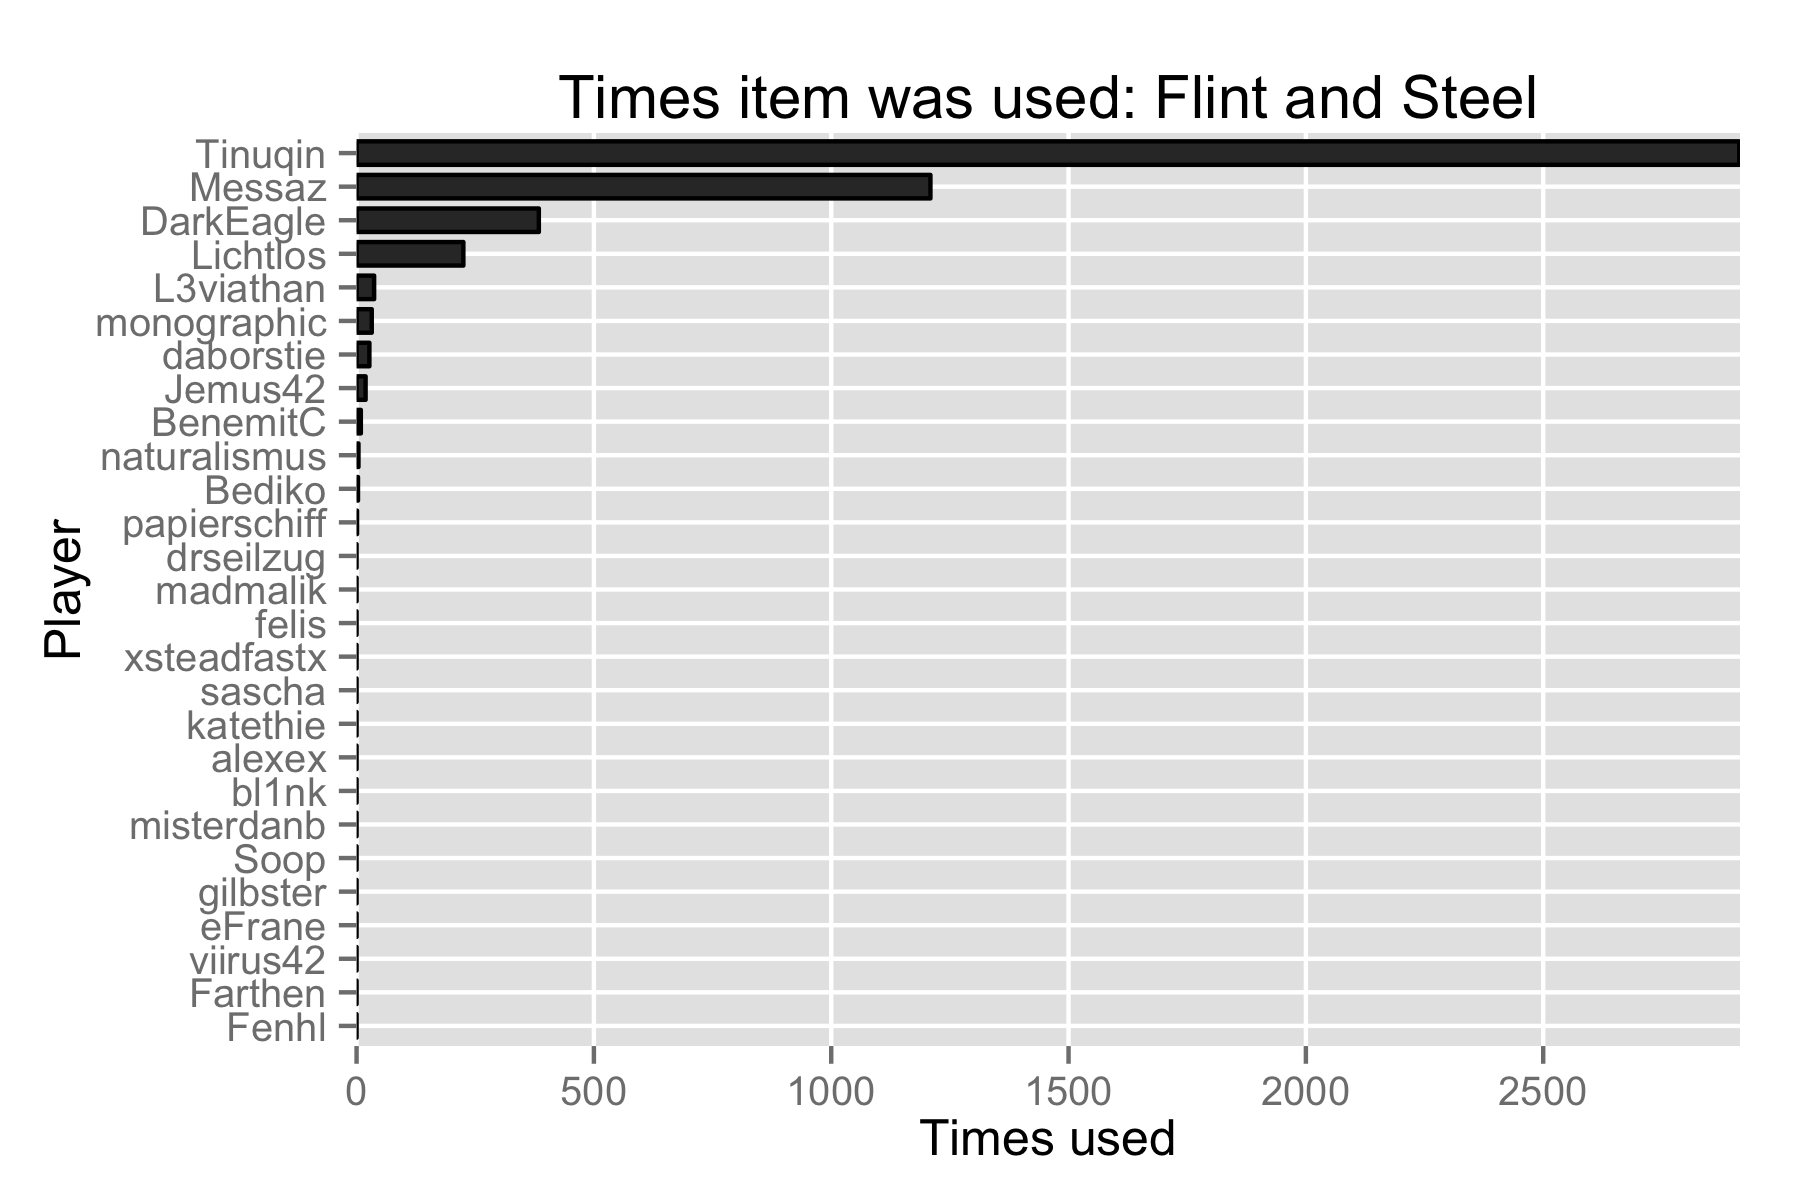 Times item was used: Flint and Steel
Tinuqin
Messaz
DarkEagle
Lichtlos
L3viathan
monographic
daborstie
Jemus42
BenemitC
naturalismus
Bediko
papierschiff
drseilzug
madmalik
felis
xsteadfastx
sascha
katethie
alexex
bl1nk
misterdanb
Soop
gilbster
eFrane
viirus42
Farthen
Fenhl
Player
0 500 1000 1500 2000 2500
Times used